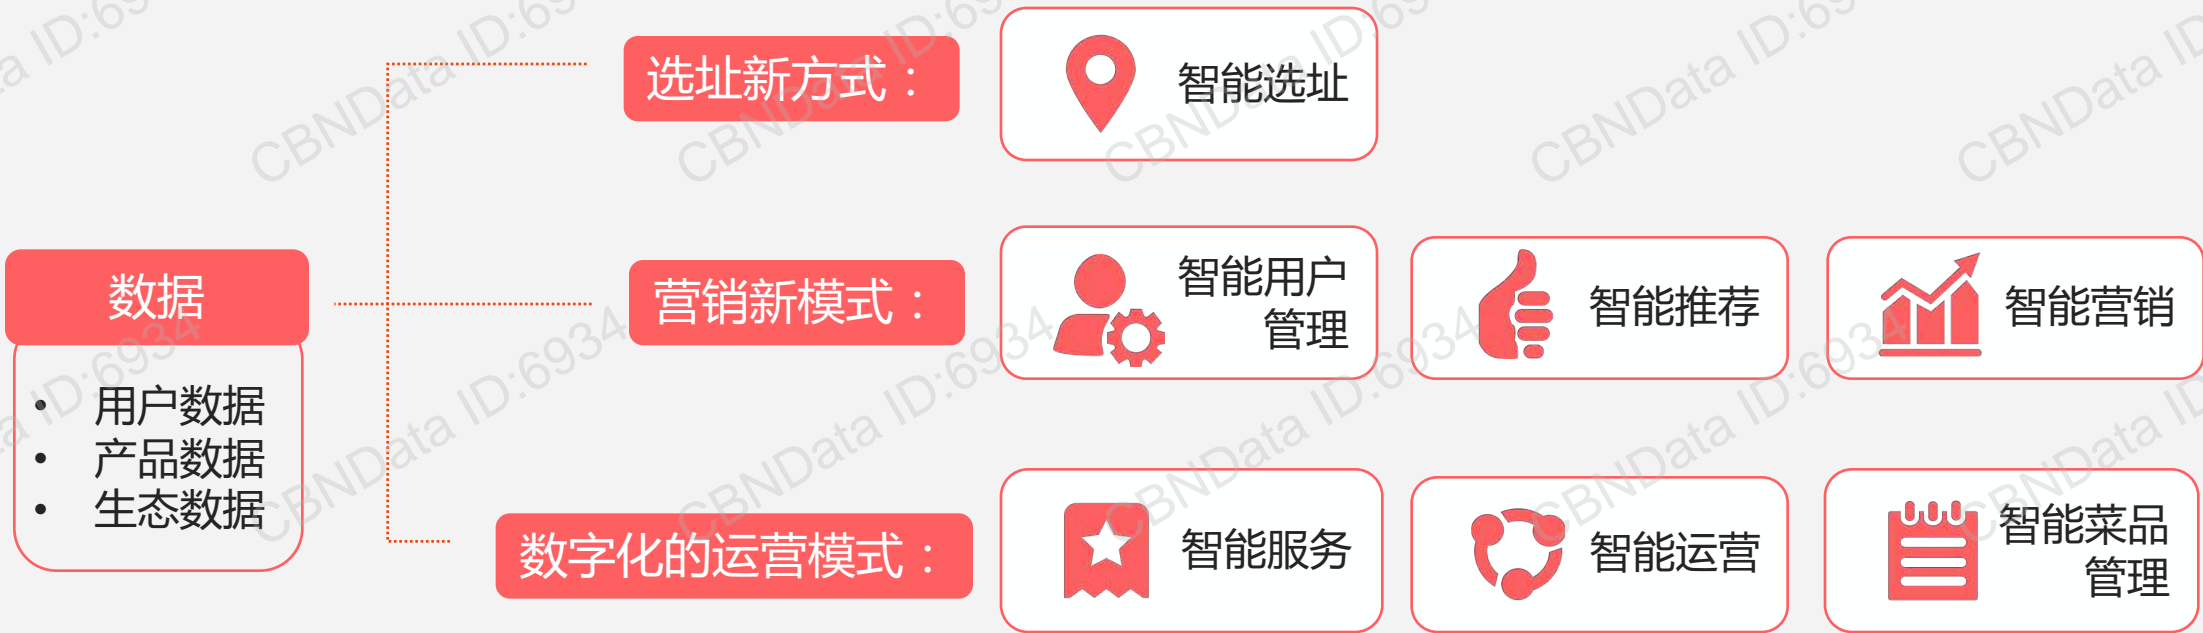 选址新方式：
智能选址
数据
用户数据
产品数据
生态数据
营销新模式：
智能用户
管理
智能推荐
智能营销
数字化的运营模式：
智能服务
智能运营
智能菜品
管理
CBNData ID:6934